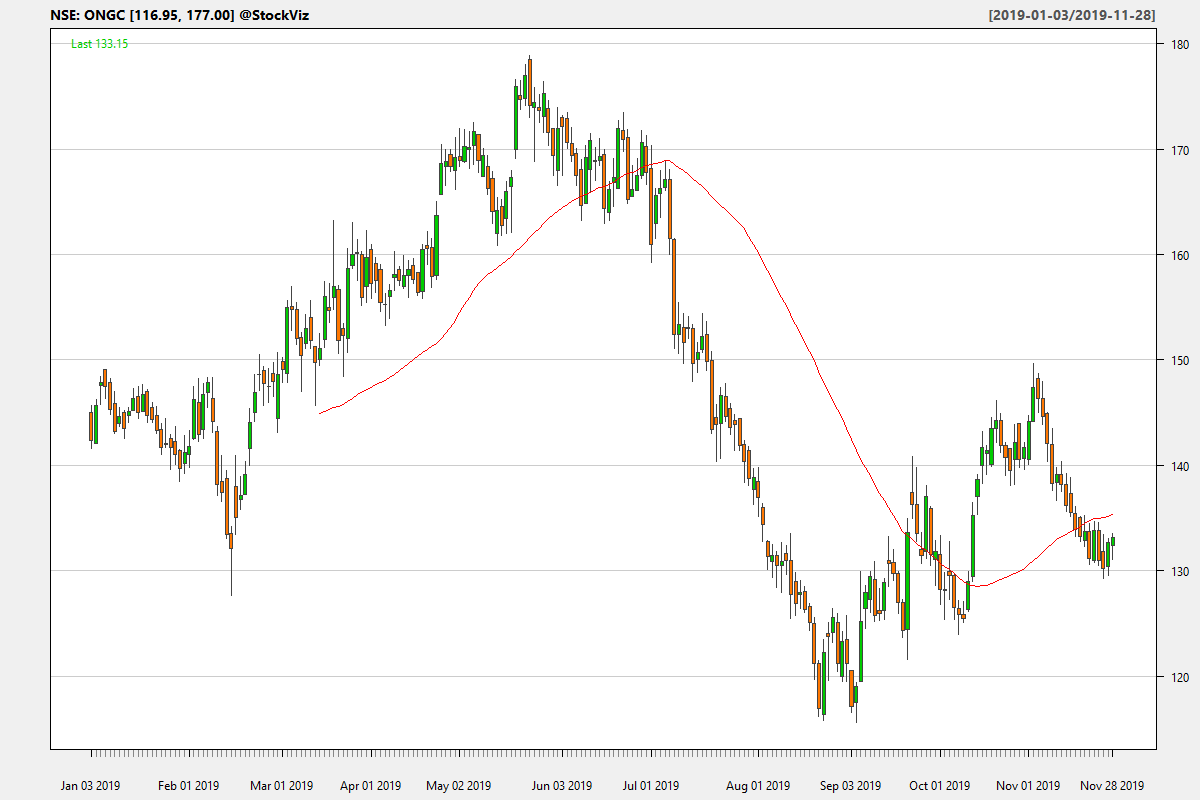 NSE: ONGC [116.95, 177.00] @StockViz
[2019-01-03/2019-11-28]
Last 133.15
180
170
160
150
140
130
120
Jan 03 2019 Feb 01 2019 Mar 01 2019 Apr 01 2019 May 02 2019 Jun 03 2019 Jul 01 2019 Aug 01 2019 Sep 03 2019 Oct 01 2019 Nov 01 2019 Nov 28 2019